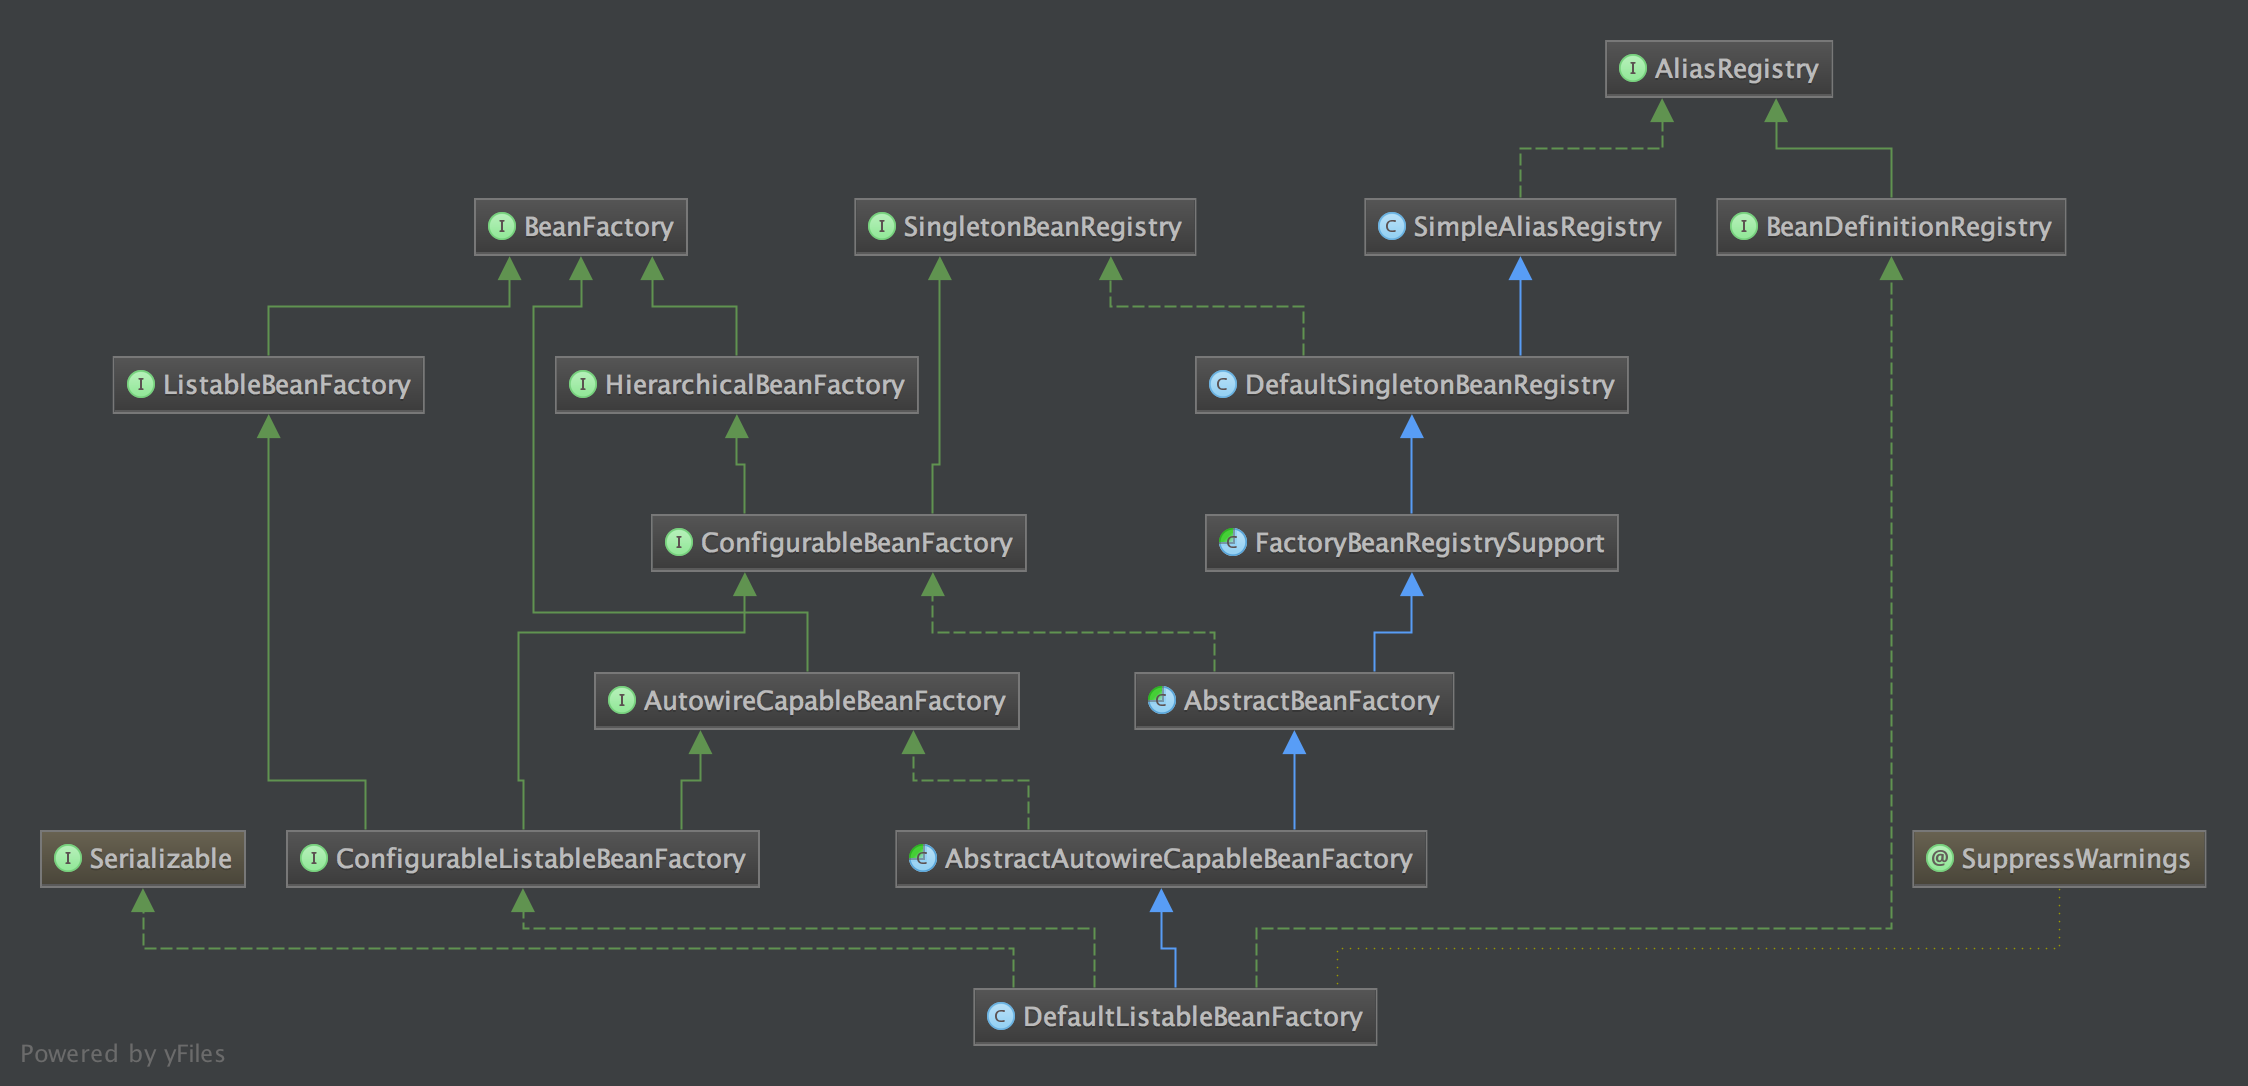 I AliasRegistry
I BeanFactory
I SingletonBeanRegistry
C SimpleAliasRegistry
I BeanDefinitionRegistry
I ListableBeanFactory
I HierarchicalBeanFactory
C DefaultSingletonBeanRegistry
I ConfigurableBeanFactory
C FactoryBeanRegistrySupport
I AutowireCapableBeanFactory
C AbstractBeanFactory
I Serializable
I ConfigurableListableBeanFactory
C AbstractAutowireCapableBeanFactory
@ SuppressWarnings
C DefaultListableBeanFactory
Powered by yFiles